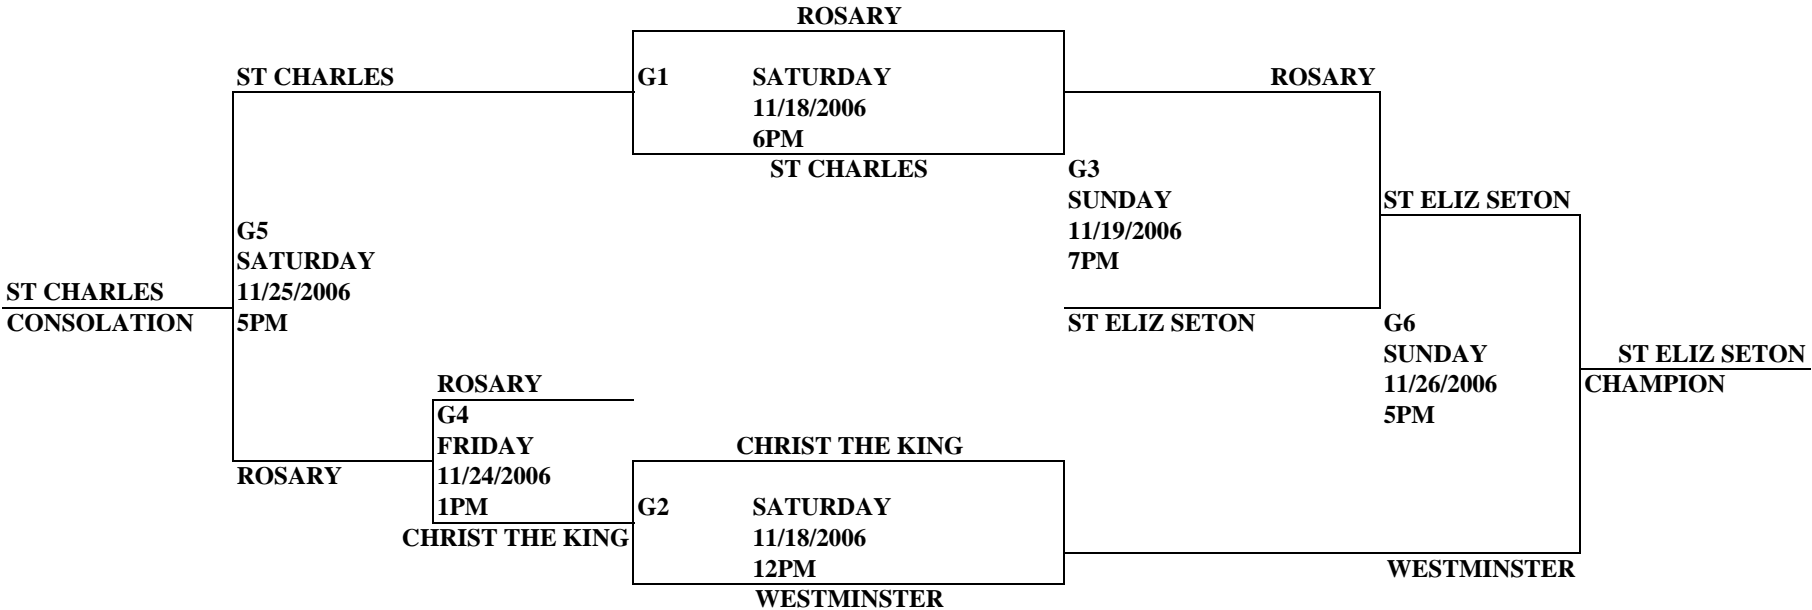 ROSARY
ST CHARLES
G1 SATURDAY
11/18/2006
6PM
ROSARY
ST CHARLES
G3
SUNDAY
11/19/2006
7PM
ST ELIZ SETON
G5
SATURDAY
11/25/2006
5PM
ST CHARLES
CONSOLATION
ST ELIZ SETON
G6
SUNDAY
11/26/2006
5PM
ST ELIZ SETON
CHAMPION
ROSARY
G4
FRIDAY
11/24/2006
1PM
ROSARY
CHRIST THE KING
CHRIST THE KING
G2 SATURDAY
11/18/2006
12PM
WESTMINSTER
WESTMINSTER